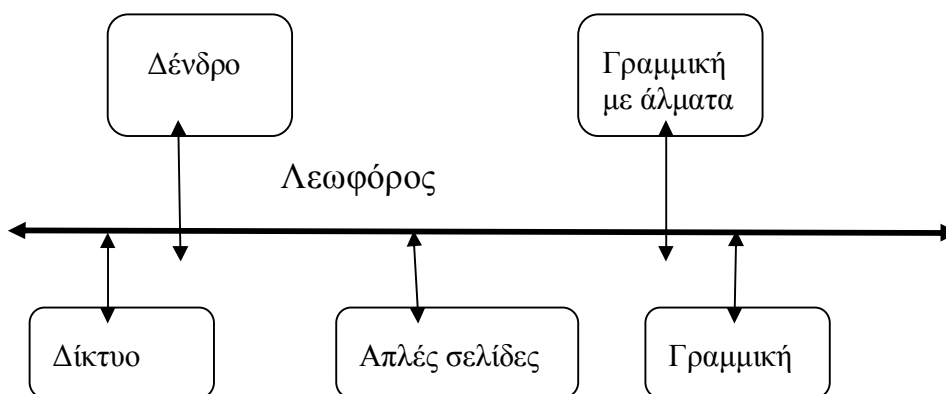 Δένδρο
Γραμμική
με άλματα
Λεωφόρος
Δίκτυο
Απλές σελίδες
Γραμμική